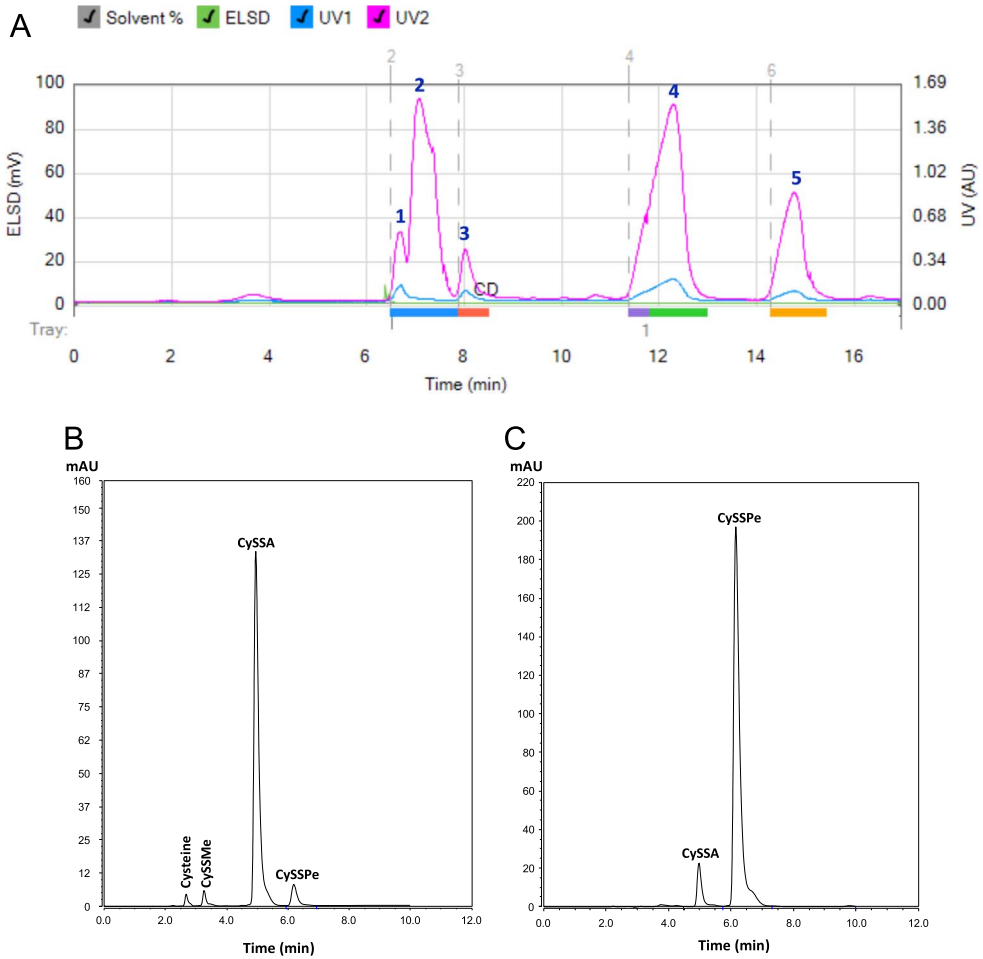 A
Solvent % ELSD UV1 UV2
2 3 4 6
100 1.69
80 1.36
60 1.02
40 0.68
20 0.34
0 0.00
ELSD (mV)
UV (AU)
1 2 3 4 5
CD
Tray: 1
0 2 4 6 8 10 12 14 16
Time (min)
B
mAU
160
150
137
125
112
100
87
75
62
50
37
25
12
0
Cysteine
CySSMe
CySSA
CySSPe
0.0 2.0 4.0 6.0 8.0 10.0 12.0
Time (min)
C
mAU
220
200
180
160
140
120
100
80
60
40
20
0
CySSA
CySSPe
0.0 2.0 4.0 6.0 8.0 10.0 12.0
Time (min)